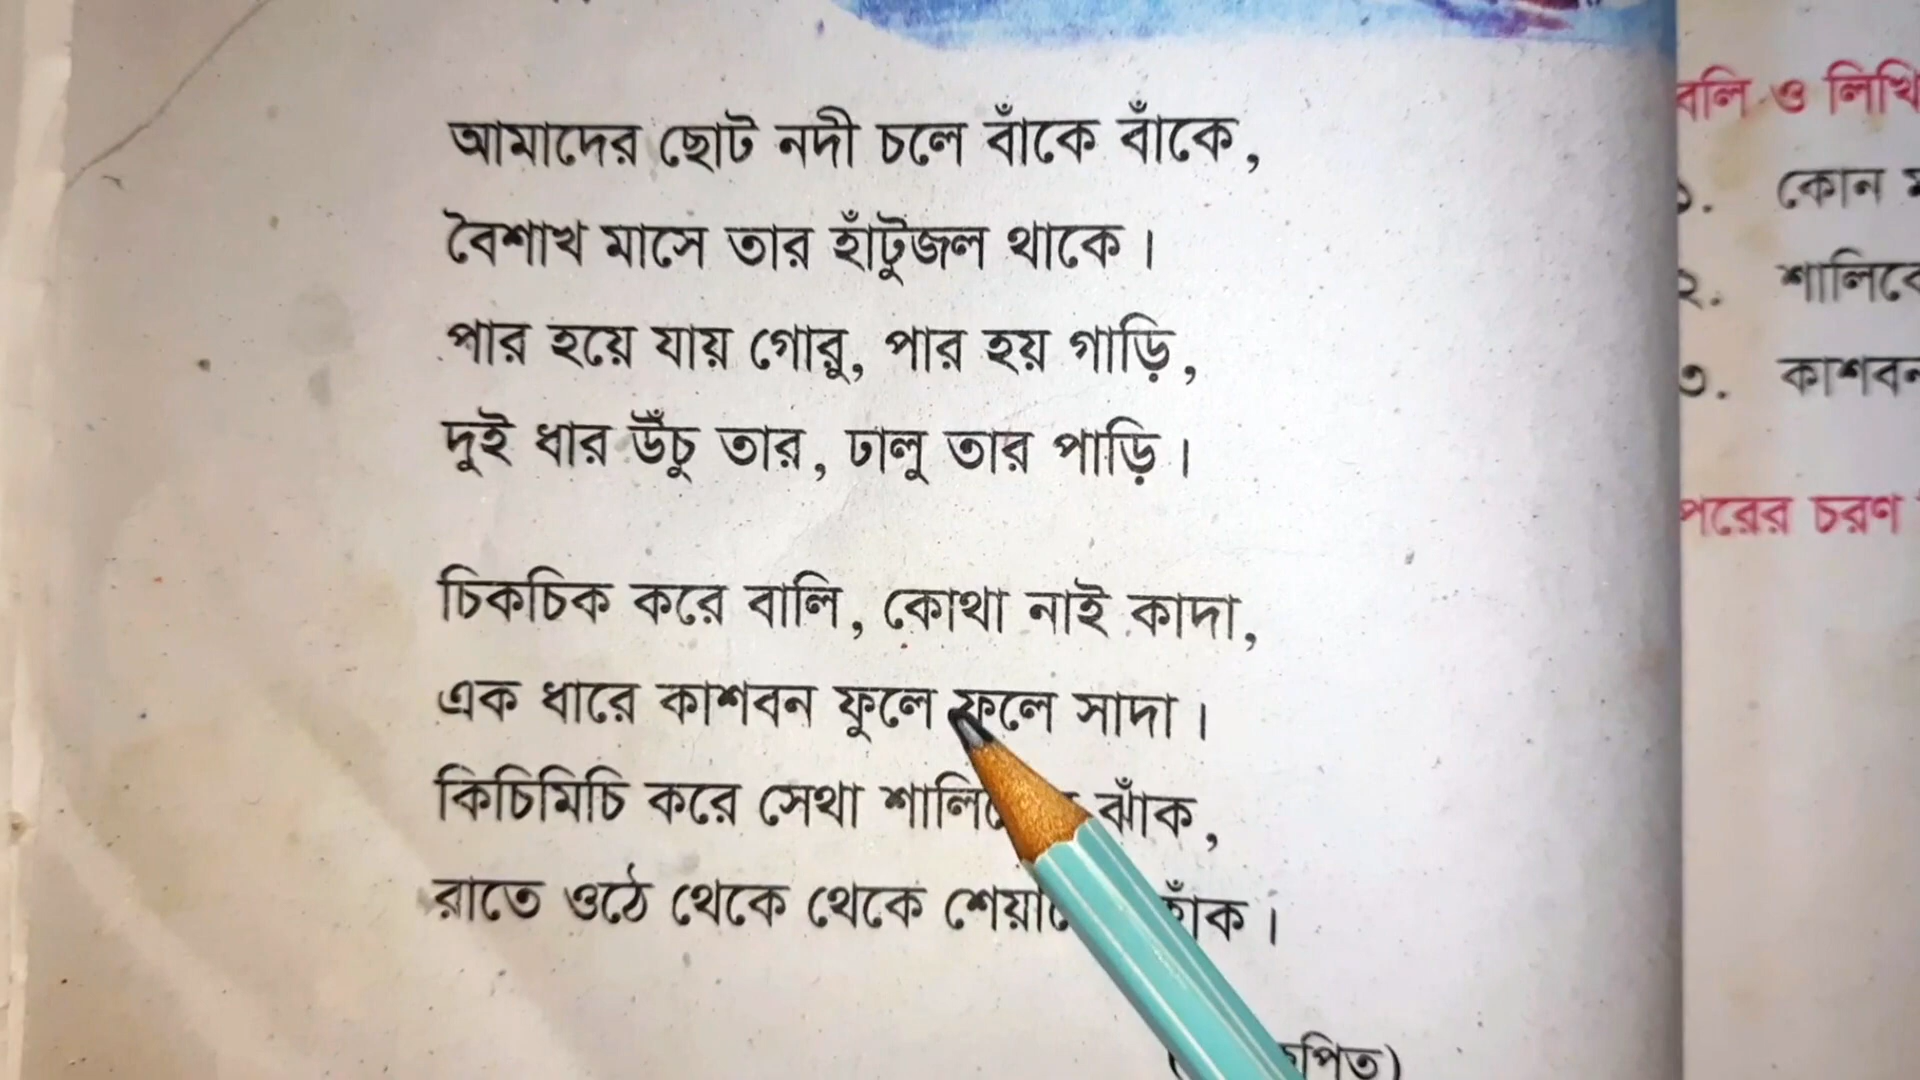 আমাদের ছোট নদী চলে বাঁকে বাঁকে,
বৈশাখ মাসে তার হাঁটুজল থাকে।
পার হয়ে যায় গোরু, পার হয় গাড়ি,
দুই ধার উঁচু তার, ঢালু তার পাড়ি।
চিকচিক করে বালি, কোথা নাই কাদা,
এক ধারে কাশবন ফুলে ফুলে সাদা।
কিচিমিচি করে সেথা ঝাঁক,
রাতে ওঠে থেকে থেকে
বলি ও লিখি
১. কোন
২.
৩. কাশবন
পরের চরণ